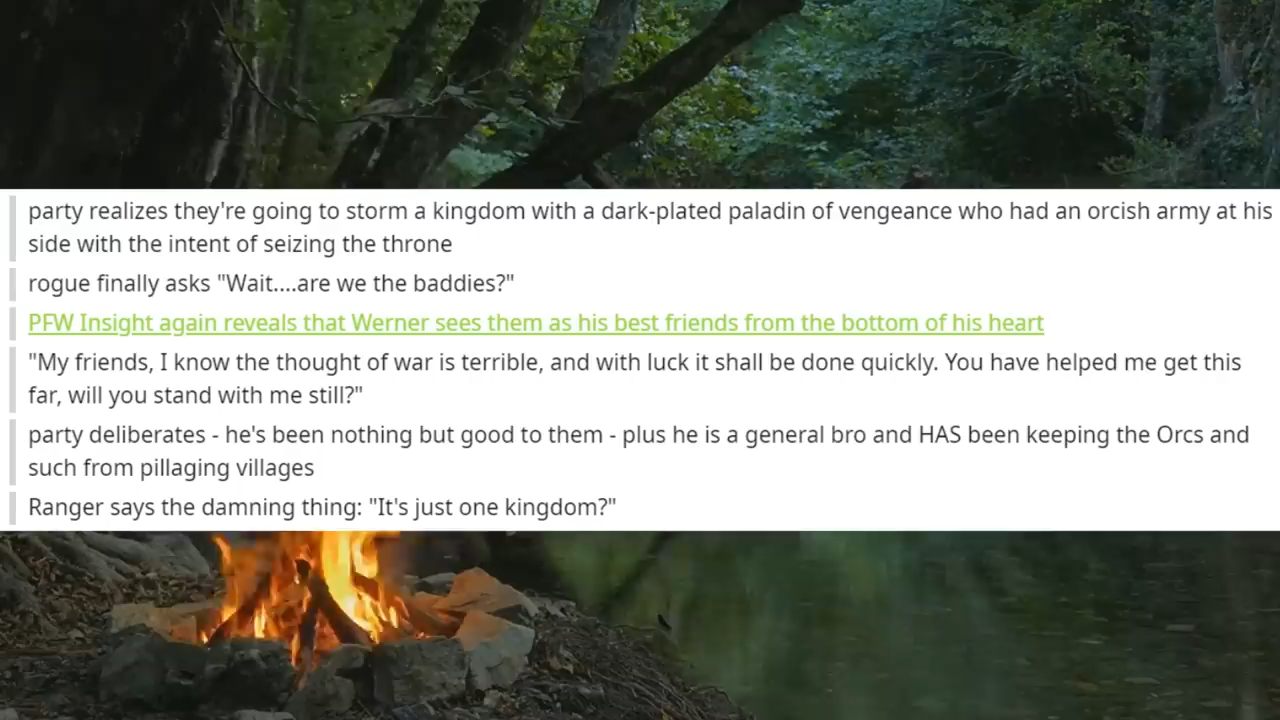 party realizes they're going to storm a kingdom with a dark-plated paladin of vengeance who had an orcish army at his
side with the intent of seizing the throne
rogue finally asks "Wait....are we the baddies?"
PFW Insight again reveals that Werner sees them as his best friends from the bottom of his heart
"My friends, I know the thought of war is terrible, and with luck it shall be done quickly. You have helped me get this
far, will you stand with me still?"
party deliberates - he's been nothing but good to them - plus he is a general bro and HAS been keeping the Orcs and
such from pillaging villages
Ranger says the damning thing: "It's just one kingdom?"